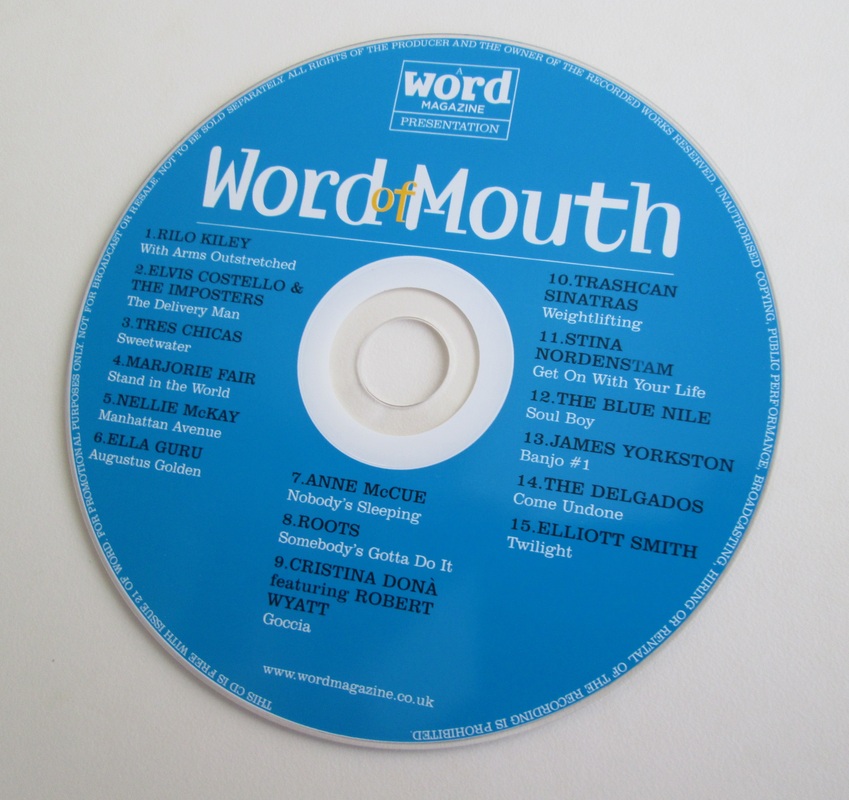 A
word
MAGAZINE
PRESENTATION
Word of Mouth
1.RILO KILEY
With Arms Outstretched
2.ELVIS COSTELLO &
THE IMPOSTERS
The Delivery Man
3.TRES CHICAS
Sweetwater
4.MARJORIE FAIR
Stand in the World
5.NELLIE McKAY
Manhattan Avenue
6.ELLA GURU
Augustus Golden
7.ANNE McCUE
Nobody's Sleeping
8.ROOTS
Somebody's Gotta Do It
9.CRISTINA DONÀ
featuring ROBERT
WYATT
Goccia
10.TRASHCAN
SINATRAS
Weightlifting
11.STINA
NORDENSTAM
Get On With Your Life
12.THE BLUE NILE
Soul Boy
13.JAMES YORKSTON
Banjo #1
14.THE DELGADOS
Come Undone
15.ELLIOTT SMITH
Twilight
www.wordmagazine.co.uk
THIS CD IS FREE WITH ISSUE 21 OF WORD. FOR PROMOTIONAL PURPOSES ONLY. NOT FOR BROADCAST OR RESALE. NOT TO BE SOLD SEPARATELY. ALL RIGHTS OF THE PRODUCER AND THE OWNER OF THE RECORDED WORKS RESERVED. UNAUTHORISED COPYING, PUBLIC PERFORMANCE, BROADCASTING, HIRING OR RENTAL OF THE RECORDING IS PROHIBITED.